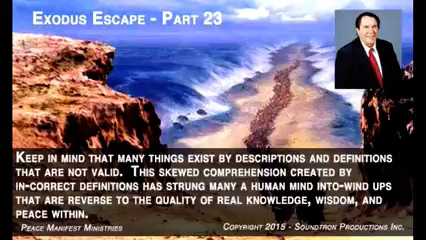 Exodus Escape - Part 23
Keep in mind that many things exist by descriptions and definitions
that are not valid. This skewed comprehension created by
in-correct definitions has strung many a human mind into-wind ups
that are reverse to the quality of real knowledge, wisdom, and
peace within.
Peace Manifest Ministries
Copyright 2015 - Soundtron Productions Inc.